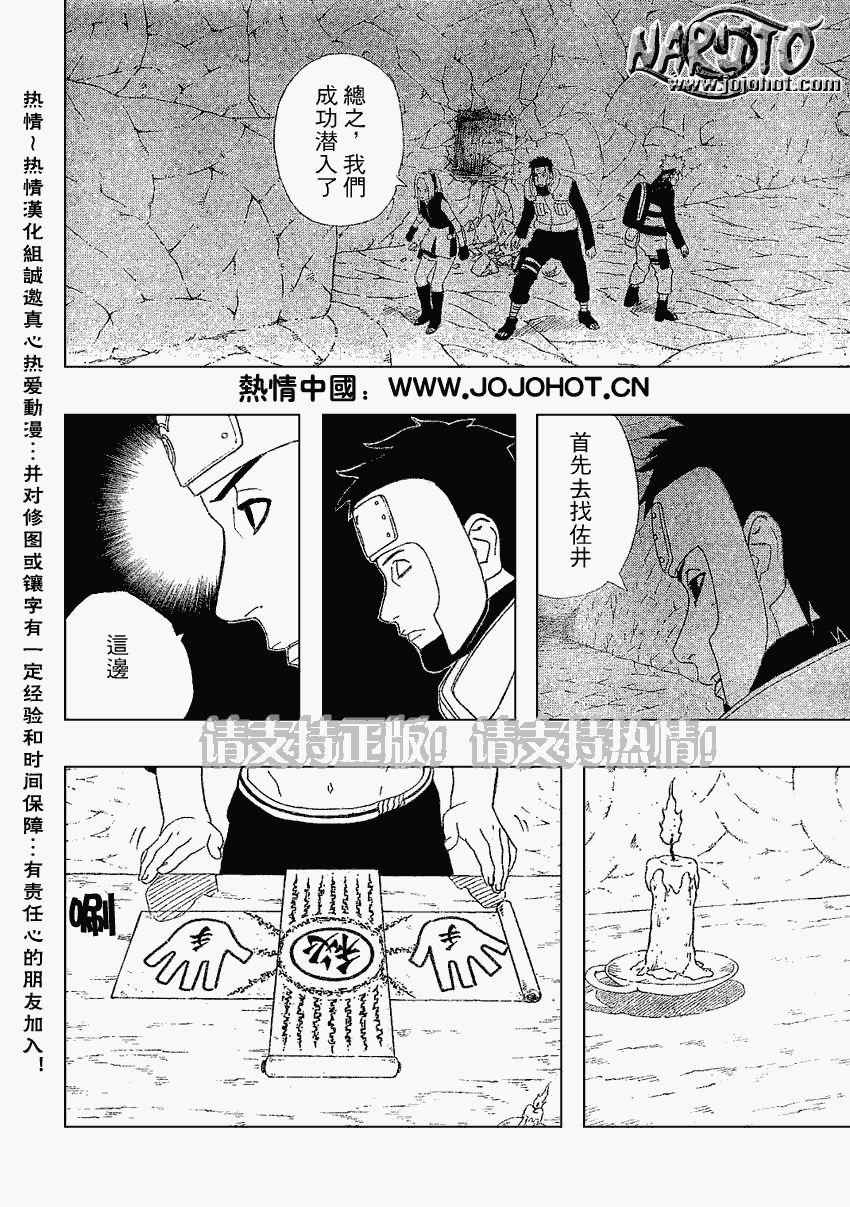 NARUTO
www.jojohot.com
總之，我們
成功潜入了
熱情中國：WWW.JOJOHOT.CN
首先去找佐井
這邊
请支持正版！请支持热情！
手
秘
手
热情～热情漢化組誠邀真心热爱動漫…并对修图或镶字有一定经验和时间保障…有责任心的朋友加入！